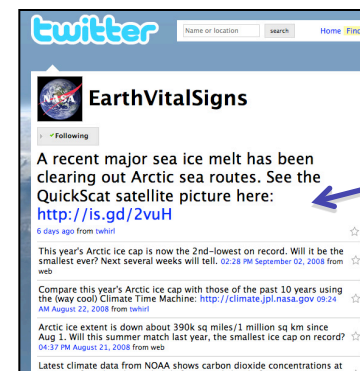 twitter
Name or location search Home Find
NASA
EarthVitalSigns
Following
A recent major sea ice melt has been
clearing out Arctic sea routes. See the
QuickScat satellite picture here:
http://is.gd/2vuH
6 days ago from twhirl
This year's Arctic ice cap is now the 2nd-lowest on record. Will it be the
smallest ever? Next several weeks will tell. 02:28 PM September 02, 2008 from
web
Compare this year's Arctic ice cap with those of the past 10 years using
the (way cool) Climate Time Machine: http://climate.jpl.nasa.gov 09:24
AM August 22, 2008 from twhirl
Arctic ice extent is down about 390k sq miles/1 million sq km since
Aug 1. Will this summer match last year, the smallest ice cap on record?
04:37 PM August 21, 2008 from web
Latest climate data from NOAA shows carbon dioxide concentrations at